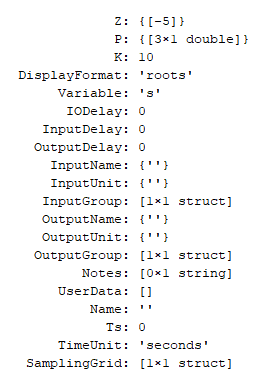 Z: {[-5]}
P: {[3×1 double]}
K: 10
DisplayFormat: 'roots'
Variable: 's'
IODelay: 0
InputDelay: 0
OutputDelay: 0
InputName: {''}
InputUnit: {''}
InputGroup: [1×1 struct]
OutputName: {''}
OutputUnit: {''}
OutputGroup: [1×1 struct]
Notes: [0×1 string]
UserData: []
Name: ''
Ts: 0
TimeUnit: 'seconds'
SamplingGrid: [1×1 struct]